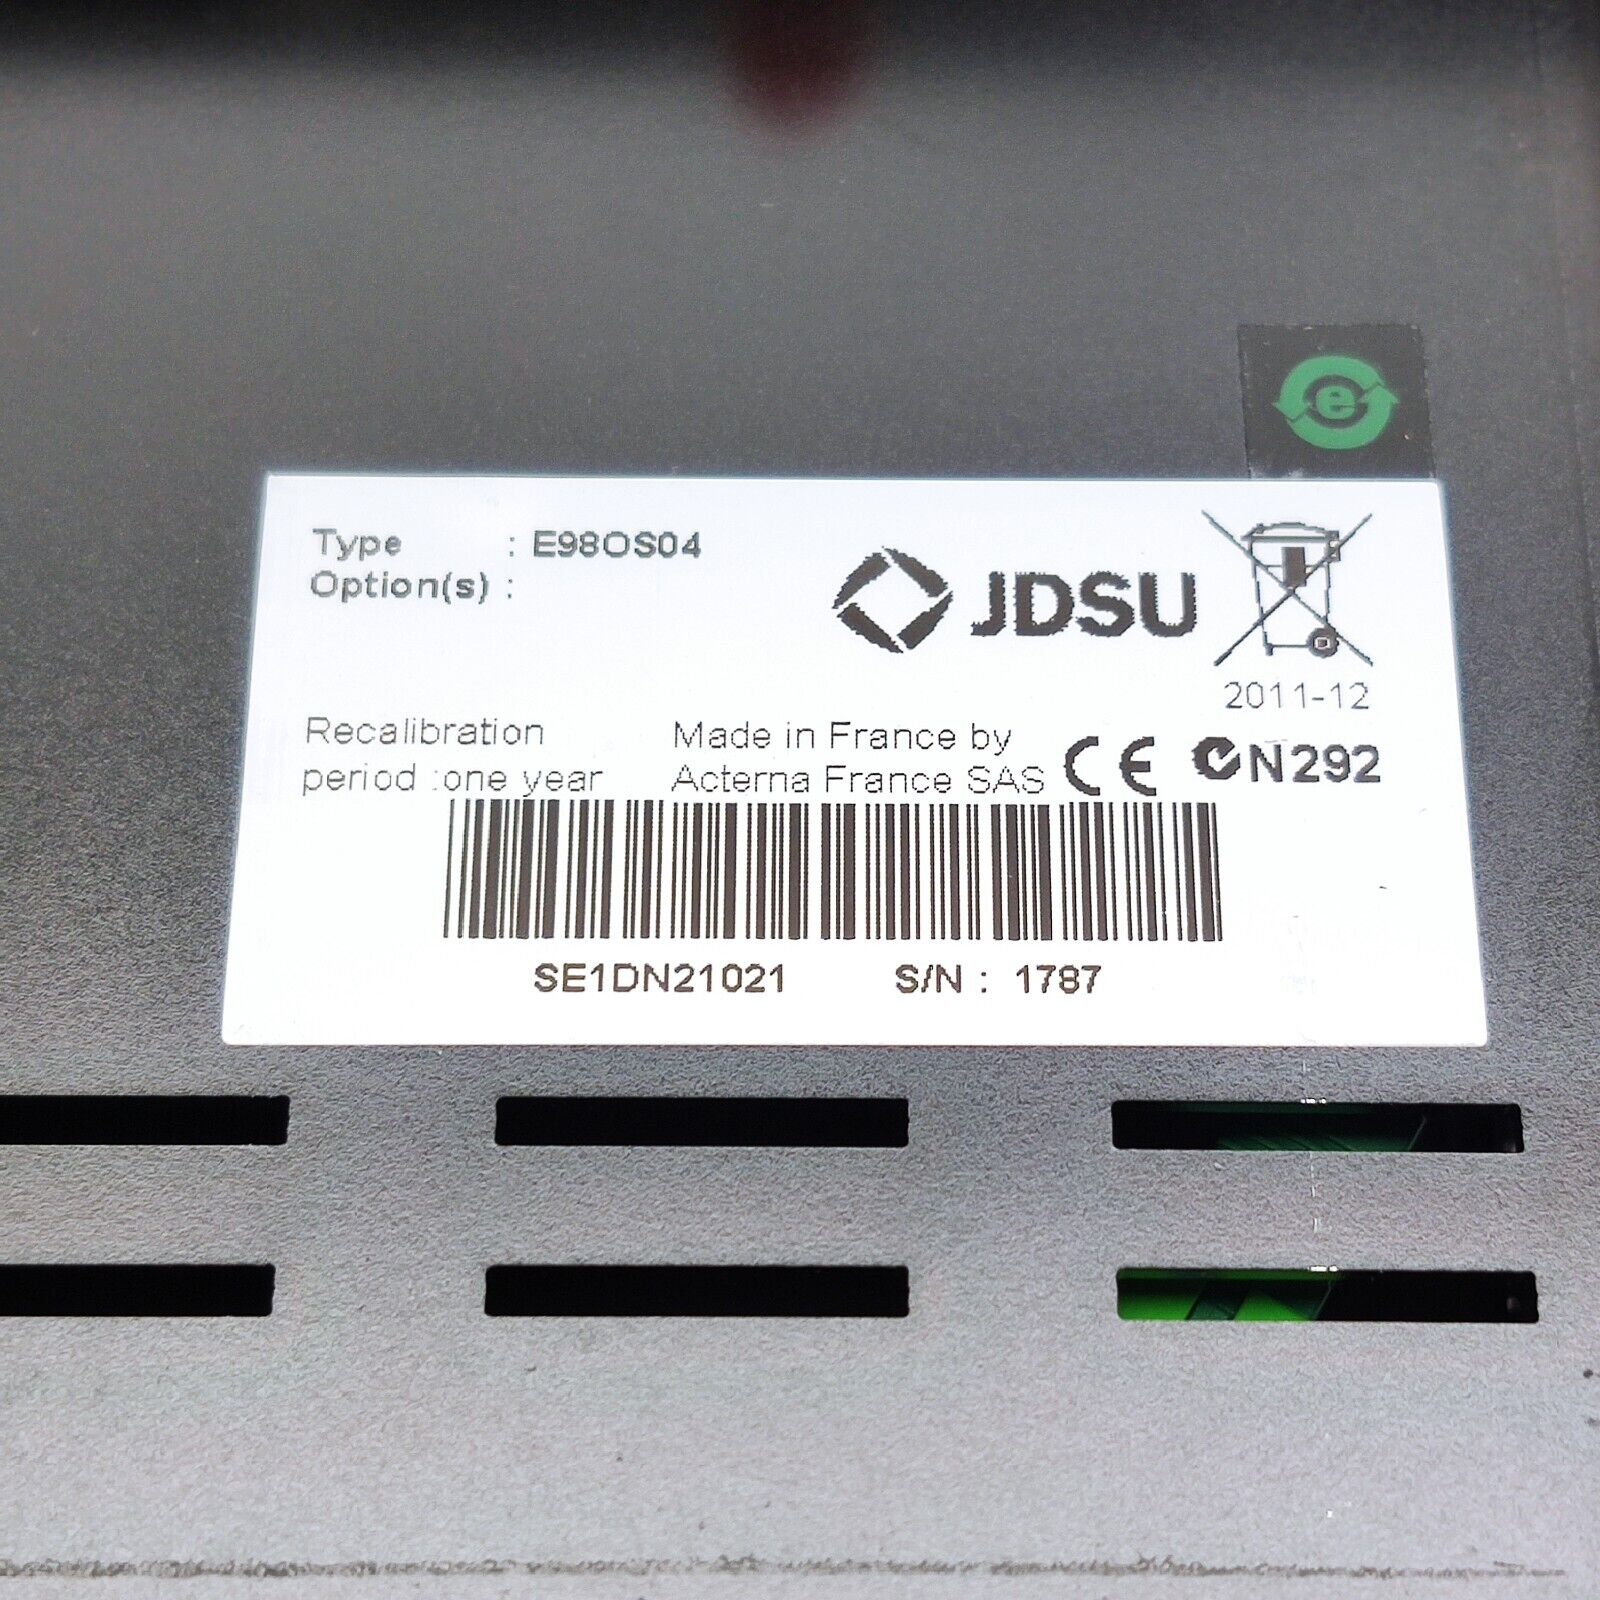 e
Type : E98OS04
Option(s) :
JDSU
2011-12
Recalibration
period :one year
Made in France by
Acterna France SAS
CE
N292
SE1DN21021 S/N : 1787